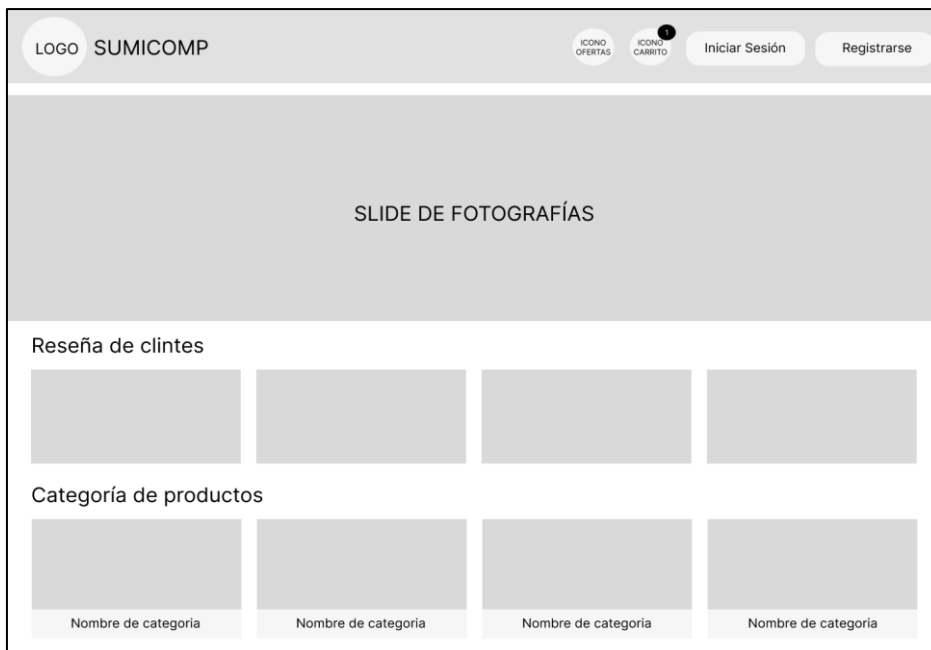 LOGO SUMICOMP
ICONO
OFERTAS
ICONO
CARRITO
1
Iniciar Sesión
Registrarse
SLIDE DE FOTOGRAFÍAS
Reseña de clintes
Categoría de productos
Nombre de categoria
Nombre de categoria
Nombre de categoria
Nombre de categoria